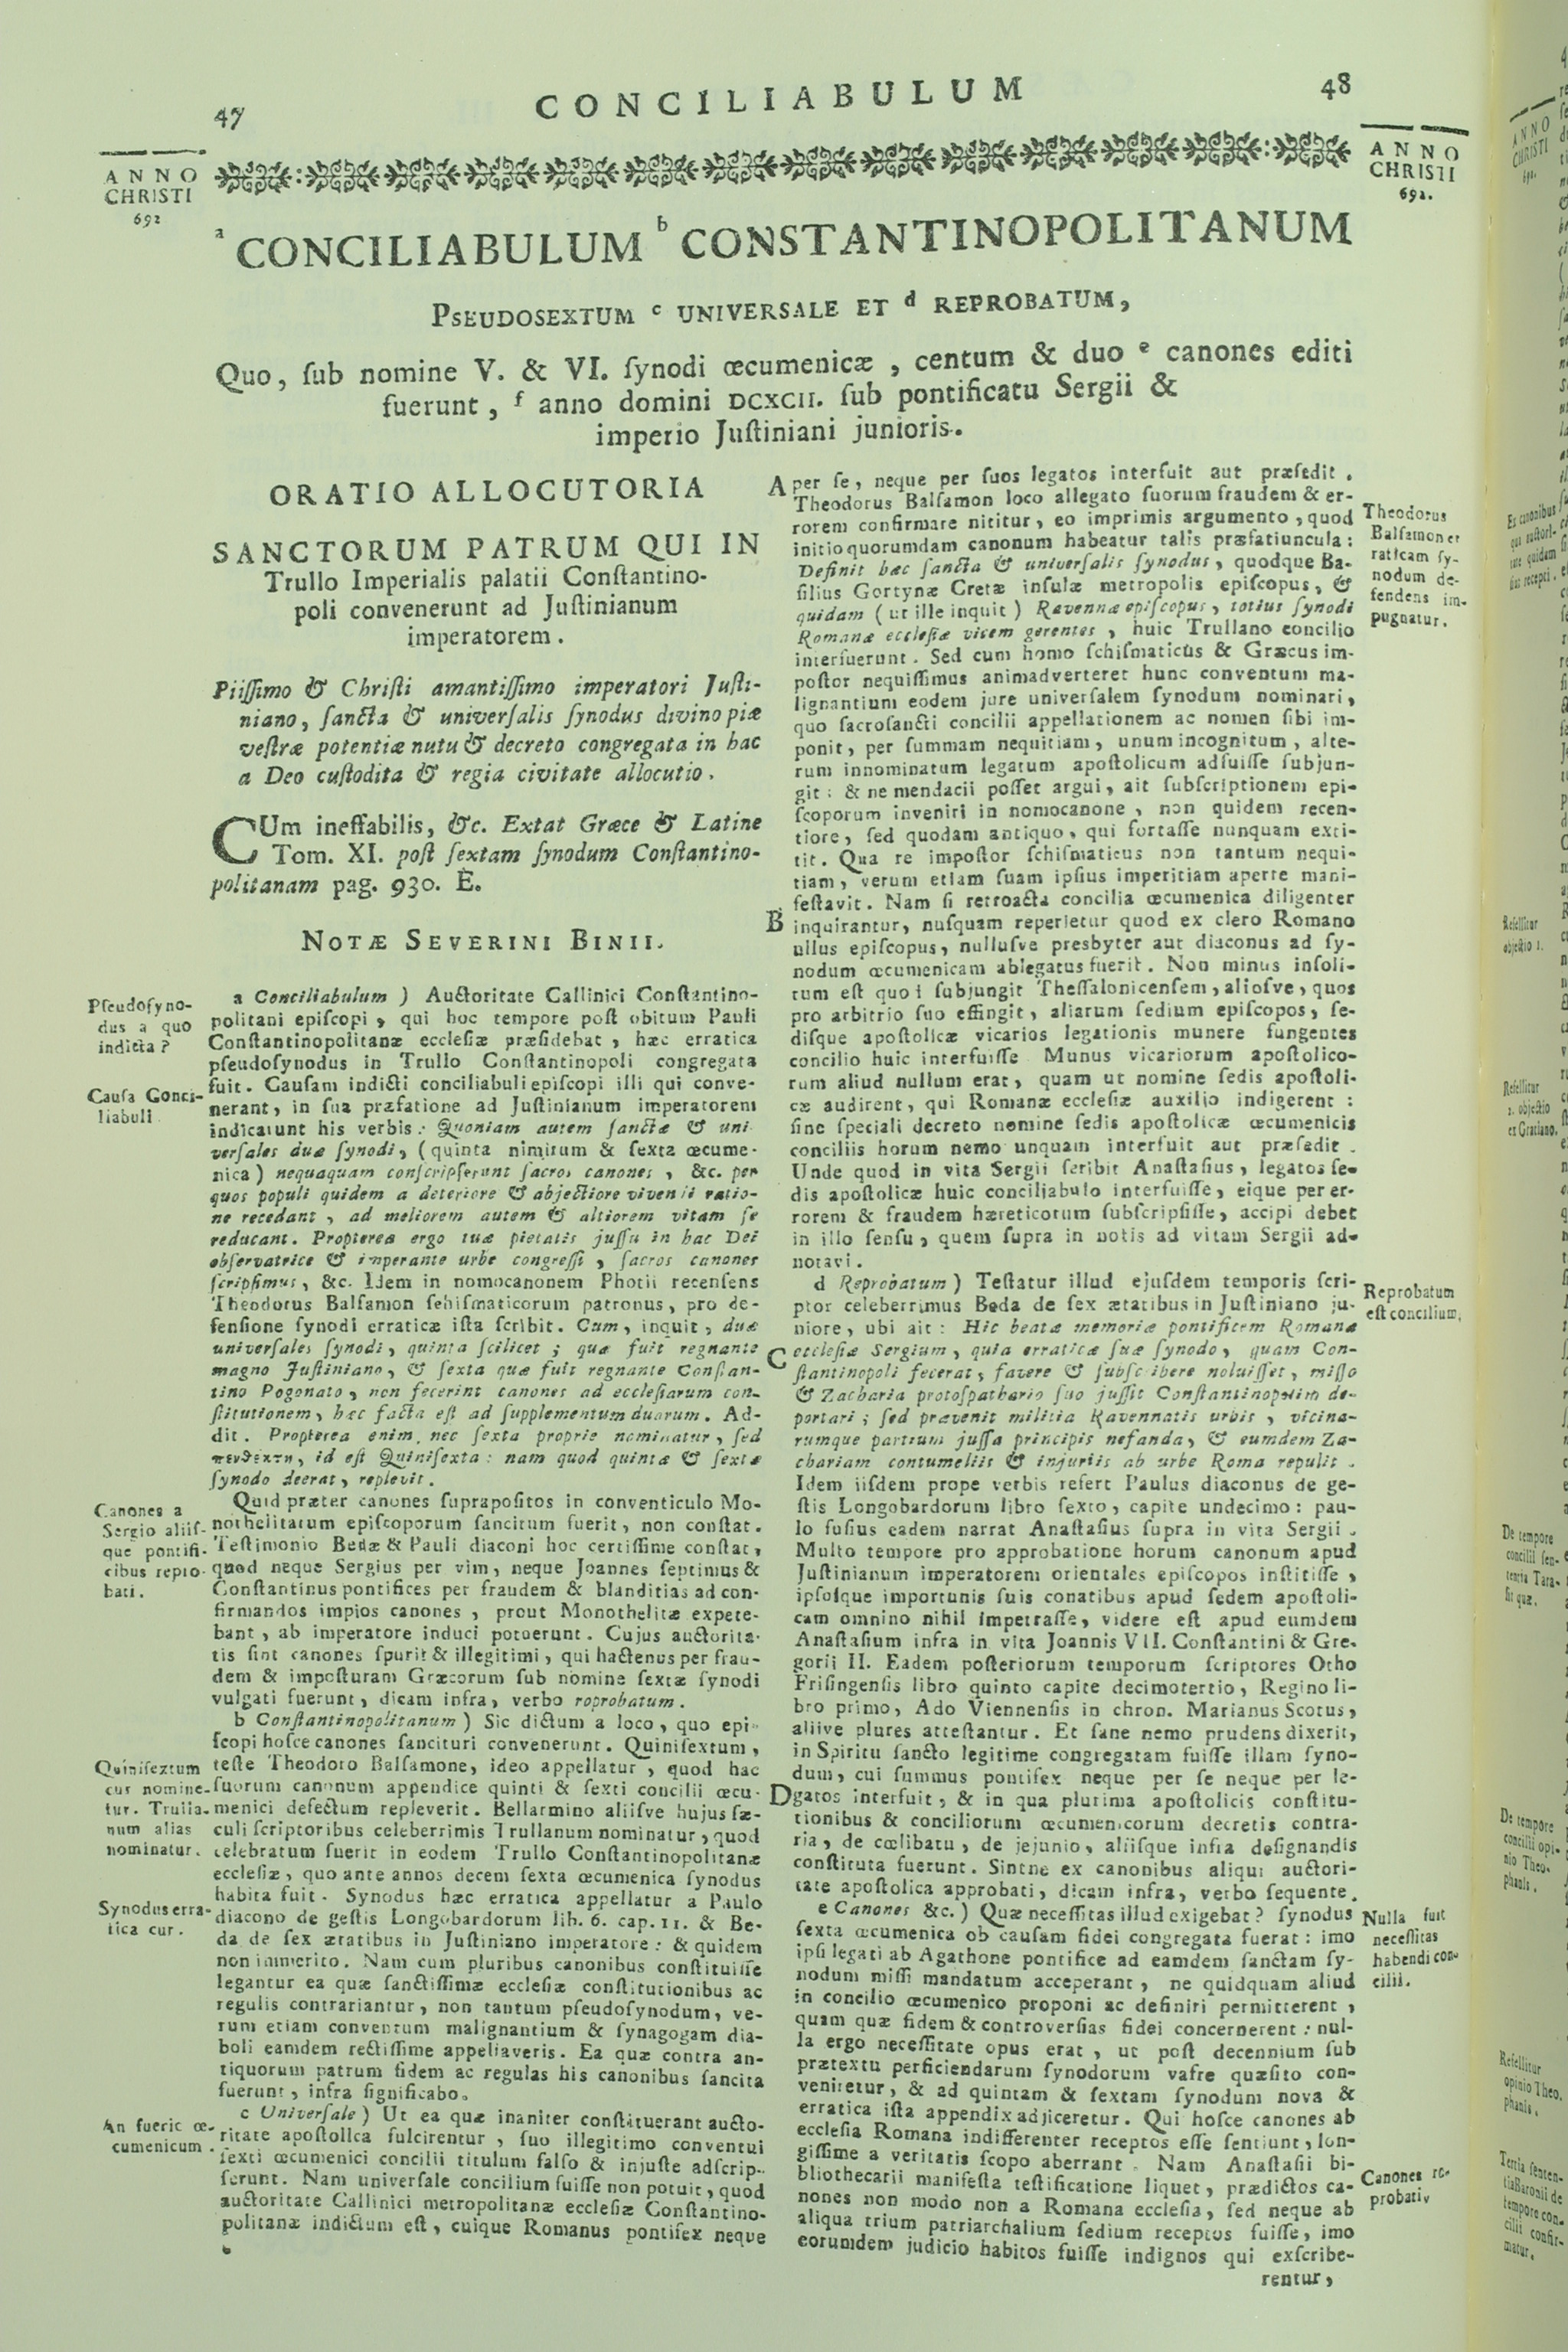 47
CONCILIABULUM
48
ANNO
CHRISTI
692
ANNO
CHRISTI
692.
a CONCILIABULUM b CONSTANTINOPOLITANUM
PSEUDOSEXTUM c UNIVERSALE ET d REPROBATUM,
Quo, ſub nomine V. & VI. ſynodi œcumenicæ, centum & duo e canones editi
fuerunt, f anno domini DCXCII. ſub pontificatu Sergii &
imperio Juſtiniani junioris.
ORATIO ALLOCUTORIA
SANCTORUM PATRUM QUI IN
Trullo Imperialis palatii Conſtantino-
poli convenerunt ad Juſtinianum
imperatorem.
Piiſſimo & Chriſti amantiſſimo imperatori Juſti-
niano, ſancta & univerſalis ſynodus divino piæ
veſtræ potentiæ nutu & decreto congregata in hac
a Deo cuſtodita & regia civitate allocutio.
CUm ineffabilis, &c. Extat Græce & Latine
Tom. XI. poſt ſextam ſynodum Conſtantino-
politanam pag. 930. E.
NOTÆ SEVERINI BINII.
Pſeudoſyno-
dus a quo
indicta?
a Conciliabulum ) Auctoritate Callinici Conſtantino-
politani epiſcopi, qui hoc tempore poſt obitum Pauli
Conſtantinopolitanæ eccleſiæ præſidebat, hæc erratica
pſeudoſynodus in Trullo Conſtantinopoli congregata
Cauſa Conci-
liabuli
fuit. Cauſam indicti conciliabuli epiſcopi illi qui conve-
nerant, in ſua præfatione ad Juſtinianum imperatorem
indicarunt his verbis: Quoniam autem ſanctæ & uni
verſales duæ ſynodi, (quinta nimirum & ſexta œcume-
nica) nequaquam conſcripſerunt ſacros canones, &c. per
quos populi quidem a deteriore & abjectiore vivendi ratio-
ne recedant, ad meliorem autem & altiorem vitam ſe
reducant. Propterea ergo tuæ pietatis juſſu in hac Dei
obſervatrice & imperante urbe congreſſi, ſacros canones
ſcripſimus, &c. Idem in nomocanonem Photii recenſens
Theodorus Balſamon ſchiſmaticorum patronus, pro de-
fenſione ſynodi erraticæ iſta ſcribit. Cum, inquit, duæ
univerſales ſynodi, quinta ſcilicet; quæ fuit regnante
magno Juſtiniano, & ſexta quæ fuit regnante Conſtan-
tino Pogonato, non fecerint canones ad eccleſiarum con-
ſtitutionem, hæc facta eſt ad ſupplementum duarum. Ad-
dit. Propterea enim nec ſexta proprie nominatur, ſed
πενθεκτη, id eſt Quiniſexta: nam quod quintæ & ſextæ
ſynodo deerat, replevit.
Canones a
Sergio aliiſ-
que pontifi-
cibus repro-
bati.
Quid præter canones ſuprapoſitos in conventiculo Mo-
nothelitarum epiſcoporum ſancitum fuerit, non conſtat.
Teſtimonio Bedæ & Pauli diaconi hoc certiſſime conſtat,
quod neque Sergius per vim, neque Joannes ſeptimus &
Conſtantinus pontifices per fraudem & blanditias ad con-
firmandos impios canones, prout Monothelitæ expete-
bant, ab imperatore induci potuerunt. Cujus auctorita-
tis ſint canones ſpurii & illegitimi, qui hactenus per frau-
dem & impoſturam Græcorum ſub nomine ſextæ ſynodi
vulgati fuerunt, dicam infra, verbo roprobatum.
b Conſtantinopolitanum ) Sic dictum a loco, quo epi-
ſcopi hoſce canones ſancituri convenerunt. Quiniſextum,
Quiniſextum
cur nomine-
tur. Trulla-
num alias
nominatur.
teſte Theodoro Balſamone, ideo appellatur, quod hac
ſuorum canonum appendice quinti & ſexti concilii œcu-
menici defectum repleverit. Bellarmino aliiſve hujus ſæ-
culi ſcriptoribus celeberrimis Trullanum nominatur, quod
celebratum fuerit in eodem Trullo Conſtantinopolitanæ
eccleſiæ, quo ante annos decem ſexta œcumenica ſynodus
habita fuit. Synodus hæc erratica appellatur a Paulo
Synodus erra-
tica cur.
diacono de geſtis Longobardorum lib. 6. cap. 11. & Be-
da de ſex ætatibus in Juſtiniano imperatore: & quidem
non immerito. Nam cum pluribus canonibus conſtituiſſe
legantur ea quæ ſanctiſſimæ eccleſiæ conſtitutionibus ac
regulis contrariantur, non tantum pſeudoſynodum, ve-
rum etiam conventum malignantium & ſynagogam dia-
boli eamdem rectiſſime appellaveris. Ea quæ contra an-
tiquorum patrum fidem ac regulas his canonibus ſancita
fuerunt, infra ſignificabo.
An fueric œ-
cumenicum.
c Univerſale ) Ut ea quæ inaniter conſtituerant aucto-
ritate apoſtolica fulcirentur, ſuo illegitimo conventui
ſexti œcumenici concilii titulum falſo & injuſte adſcrip-
ſerunt. Nam univerſale concilium fuiſſe non potuit, quod
auctoritate Callinici metropolitanæ eccleſiæ Conſtantino-
politanæ indictum eſt, cuique Romanus pontifex neque
A per ſe, neque per ſuos legatos interfuit aut præſedit.
Theodorus Balſamon loco allegato ſuorum fraudem & er-
rorem confirmare nititur, eo imprimis argumento, quod
initio quorumdam canonum habeatur talis præfatiuncula:
Definit hæc ſancta & univerſalis ſynodus, quodque Ba-
ſilius Gortynæ Cretæ inſulæ metropolis epiſcopus, &
quidam (ut ille inquit) Ravennæ epiſcopus, totius ſynodi
Romanæ eccleſiæ vicem gerentes, huic Trullano concilio
interfuerunt. Sed cum homo ſchiſmaticus & Græcus im-
poſtor nequiſſimus animadverteret hunc conventum ma-
lignantium eodem jure univerſalem ſynodum nominari,
quo ſacroſancti concilii appellationem ac nomen ſibi im-
ponit, per ſummam nequitiam, unum incognitum, alte-
rum innominatum legatum apoſtolicum adfuiſſe ſubjun-
git: & ne mendacii poſſet argui, ait ſubſcriptionem epi-
ſcoporum inveniri in nomocanone, non quidem recen-
tiore, ſed quodam antiquo, qui fortaſſe nunquam exti-
tit. Qua re impoſtor ſchiſmaticus non tantum nequi-
tiam, verum etiam ſuam ipſius imperitiam aperte mani-
feſtavit. Nam ſi retroacta concilia œcumenica diligenter
B inquirantur, nuſquam reperietur quod ex clero Romano
ullus epiſcopus, nulluſve presbyter aut diaconus ad ſy-
nodum œcumenicam ablegatus fuerit. Non minus inſoli-
tum eſt quod ſubjungit Theſſalonicenſem, alioſve, quos
pro arbitrio ſuo effingit, aliarum ſedium epiſcopos, ſe-
diſque apoſtolicæ vicarios legationis munere fungentes
concilio huic interfuiſſe Munus vicariorum apoſtolico-
rum aliud nullum erat, quam ut nomine ſedis apoſtoli-
cæ audirent, qui Romanæ eccleſiæ auxilio indigerent:
ſine ſpeciali decreto nomine ſedis apoſtolicæ œcumenicis
conciliis horum nemo unquam interfuit aut præſedit.
Unde quod in vita Sergii ſcribit Anaſtaſius, legatos ſe-
dis apoſtolicæ huic conciliabulo interfuiſſe, eique per er-
rorem & fraudem hæreticorum ſubſcripſiſſe, accipi debet
in illo ſenſu, quem ſupra in notis ad vitam Sergii ad-
notavi.
d Reprobatum ) Teſtatur illud ejuſdem temporis ſcri-
ptor celeberrimus Beda de ſex ætatibus in Juſtiniano ju-
niore, ubi ait: Hic beatæ memoriæ pontificem Romanæ
C eccleſiæ Sergium, quia erraticæ ſuæ ſynodo, quam Con-
ſtantinopoli fecerat, favere & ſubſcribere noluiſſet, miſſo
& Zacharia protoſpathario ſuo juſſit Conſtantinopolim de-
portari; ſed prævenit militia Ravennatis urbis, vicina-
rumque partium juſſa principis nefanda, & eumdem Za-
chariam contumeliis & injuriis ab urbe Roma repulit.
Idem iiſdem prope verbis refert Paulus diaconus de ge-
ſtis Longobardorum libro ſexto, capite undecimo: pau-
lo fuſius eadem narrat Anaſtaſius ſupra in vita Sergii.
Multo tempore pro approbatione horum canonum apud
Juſtinianum imperatorem orientales epiſcopos inſtitiſſe,
ipſoſque importunis ſuis conatibus apud ſedem apoſtoli-
cam omnino nihil impetraſſe, videre eſt apud eumdem
Anaſtaſium infra in vita Joannis VII. Conſtantini & Gre-
gorii II. Eadem poſteriorum temporum ſcriptores Otho
Friſingenſis libro quinto capite decimotertio, Regino li-
bro primo, Ado Viennenſis in chron. Marianus Scotus,
aliive plures atteſtantur. Et ſane nemo prudens dixerit,
in Spiritu ſancto legitime congregatam fuiſſe illam ſyno-
dum, cui ſummus pontifex neque per ſe neque per le-
D gatos interfuit, & in qua plurima apoſtolicis conſtitu-
tionibus & conciliorum œcumenicorum decretis contra-
ria, de cœlibatu, de jejunio, aliiſque infra deſignandis
conſtituta fuerunt. Sintne ex canonibus aliqui auctori-
tate apoſtolica approbati, dicam infra, verbo ſequente.
e Canones &c. ) Quæ neceſſitas illud exigebat? ſynodus
ſexta œcumenica ob cauſam fidei congregata fuerat: imo
ipſi legati ab Agathone pontifice ad eamdem ſanctam ſy-
nodum miſſi mandatum acceperant, ne quidquam aliud
in concilio œcumenico proponi ac definiri permitterent,
quam quæ fidem & controverſias fidei concernerent: nul-
la ergo neceſſitate opus erat, ut poſt decennium ſub
prætextu perficiendarum ſynodorum vafre quæſito con-
veniretur, & ad quintam & ſextam ſynodum nova &
erratica iſta appendix adjiceretur. Qui hoſce canones ab
eccleſia Romana indifferenter receptos eſſe ſentiunt, lon-
giſſime a veritatis ſcopo aberrant. Nam Anaſtaſii bi-
bliothecarii manifeſta teſtificatione liquet, prædictos ca-
nones non modo non a Romana eccleſia, ſed neque ab
aliqua trium patriarchalium ſedium receptos fuiſſe, imo
eorumdem judicio habitos fuiſſe indignos qui exſcribe-
rentur,
Theodorus
Balſamon er
raticam ſy-
nodum de-
fendens im-
pugnatur.
Reprobatum
eſt concilium.
Nulla fuit
neceſſitas
habendi con-
cilii.
Canones re-
probati
ANNO
CHRISTI
Refellitur
objectio 1.
Refellitur
2. objectio
ex Gratiano.
De tempore
concilii ſen-
tentia Tara-
ſii quæ.
De tempore
concilii opi-
nio Theo-
phanis.
Refellitur
opinio Theo-
phanis.